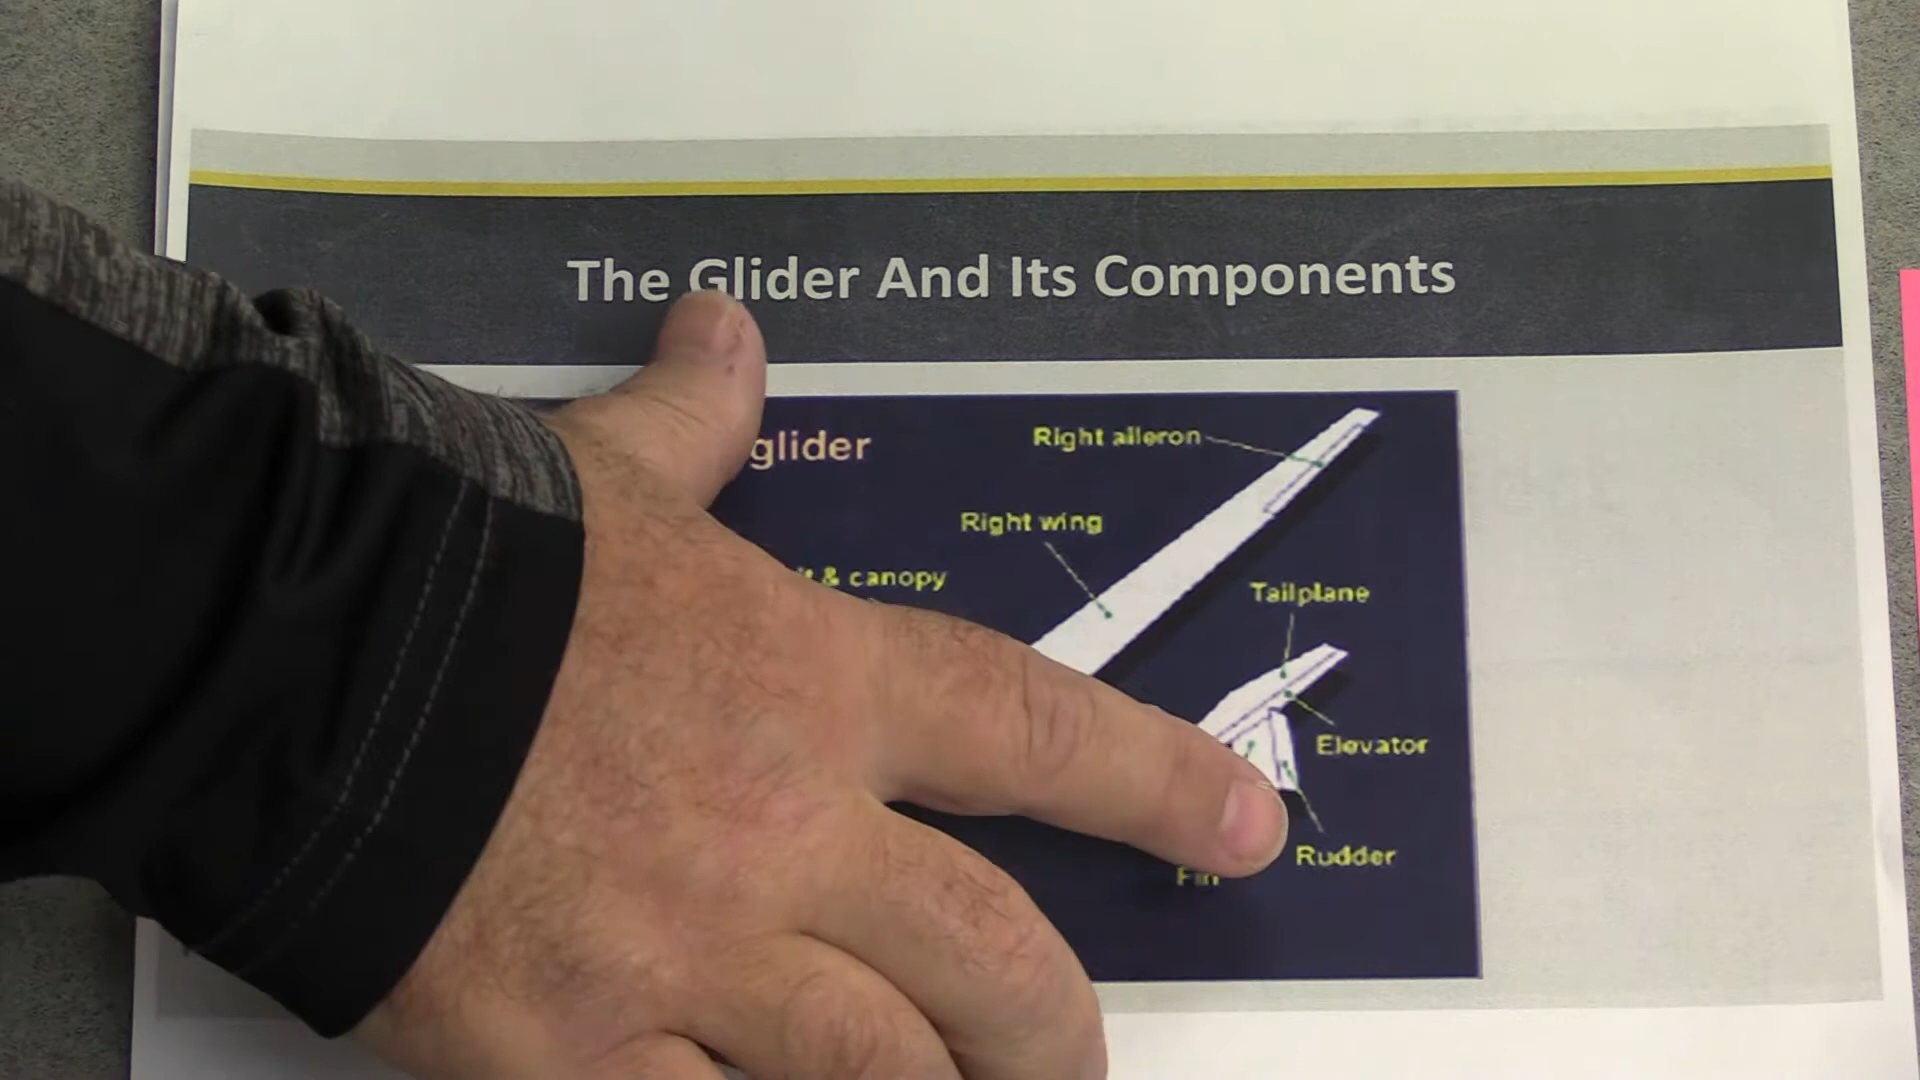 The Glider And Its Components
glider
Right aileron
Right wing
& canopy
Tailplane
Elevator
Rudder
Fin